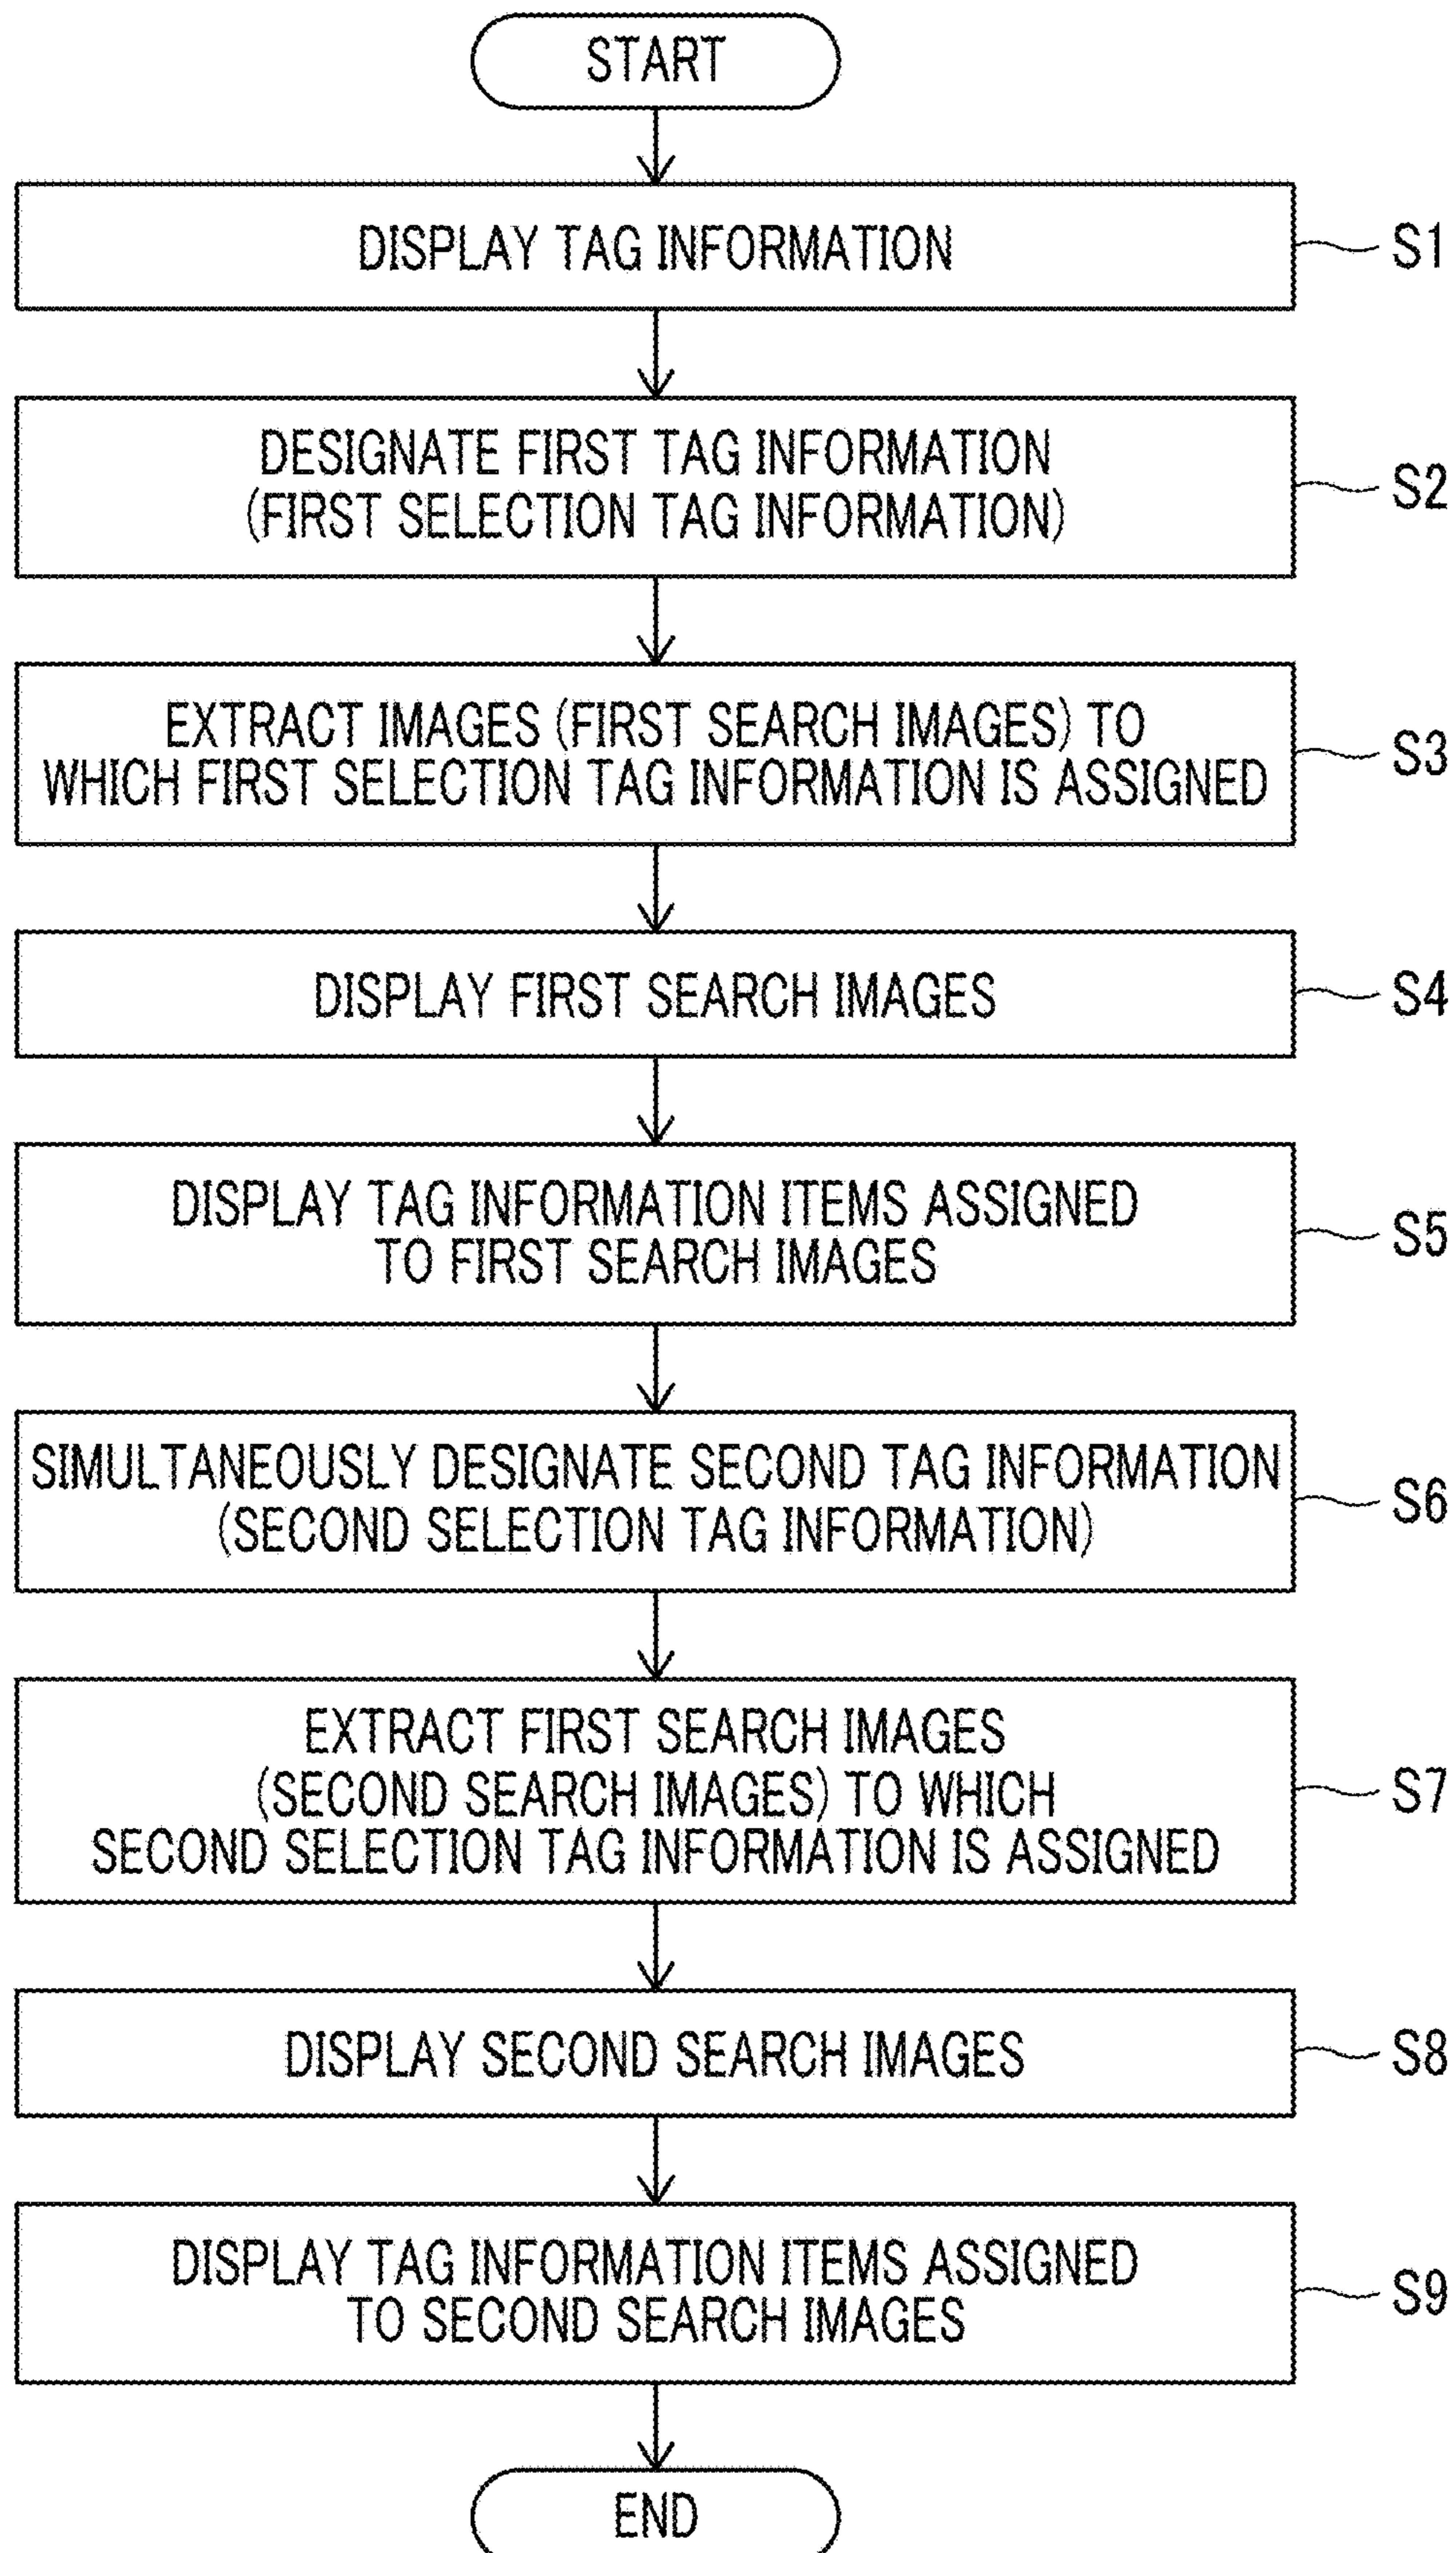 START
DISPLAY TAG INFORMATION
S1
DESIGNATE FIRST TAG INFORMATION
(FIRST SELECTION TAG INFORMATION)
S2
EXTRACT IMAGES (FIRST SEARCH IMAGES) TO
WHICH FIRST SELECTION TAG INFORMATION IS ASSIGNED
S3
DISPLAY FIRST SEARCH IMAGES
S4
DISPLAY TAG INFORMATION ITEMS ASSIGNED
TO FIRST SEARCH IMAGES
S5
SIMULTANEOUSLY DESIGNATE SECOND TAG INFORMATION
(SECOND SELECTION TAG INFORMATION)
S6
EXTRACT FIRST SEARCH IMAGES
(SECOND SEARCH IMAGES) TO WHICH
SECOND SELECTION TAG INFORMATION IS ASSIGNED
S7
DISPLAY SECOND SEARCH IMAGES
S8
DISPLAY TAG INFORMATION ITEMS ASSIGNED
TO SECOND SEARCH IMAGES
S9
END